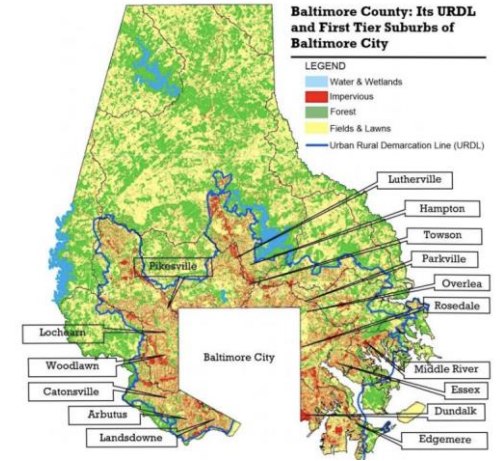 Baltimore County: Its URDL
and First Tier Suburbs of
Baltimore City
LEGEND
Water & Wetlands
Impervious
Forest
Fields & Lawns
Urban Rural Demarcation Line (URDL)
Lutherville
Hampton
Towson
Parkville
Overlea
Rosedale
Pikesville
Lochearn
Woodlawn
Catonsville
Arbutus
Landsdowne
Baltimore City
Middle River
Essex
Dundalk
Edgemere